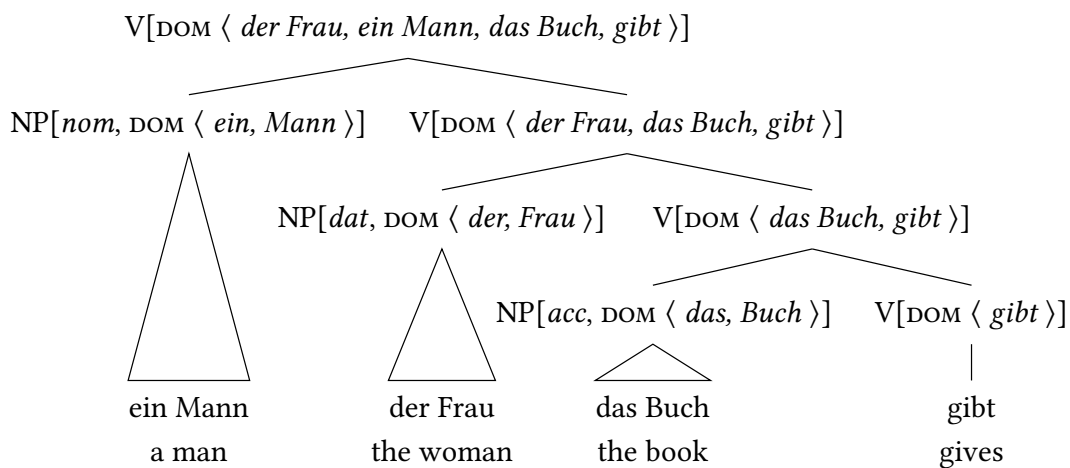 V[DOM ⟨ der Frau, ein Mann, das Buch, gibt ⟩]
NP[nom, DOM ⟨ ein, Mann ⟩] V[DOM ⟨ der Frau, das Buch, gibt ⟩]
NP[dat, DOM ⟨ der, Frau ⟩] V[DOM ⟨ das Buch, gibt ⟩]
NP[acc, DOM ⟨ das, Buch ⟩] V[DOM ⟨ gibt ⟩]
ein Mann der Frau das Buch gibt
a man the woman the book gives